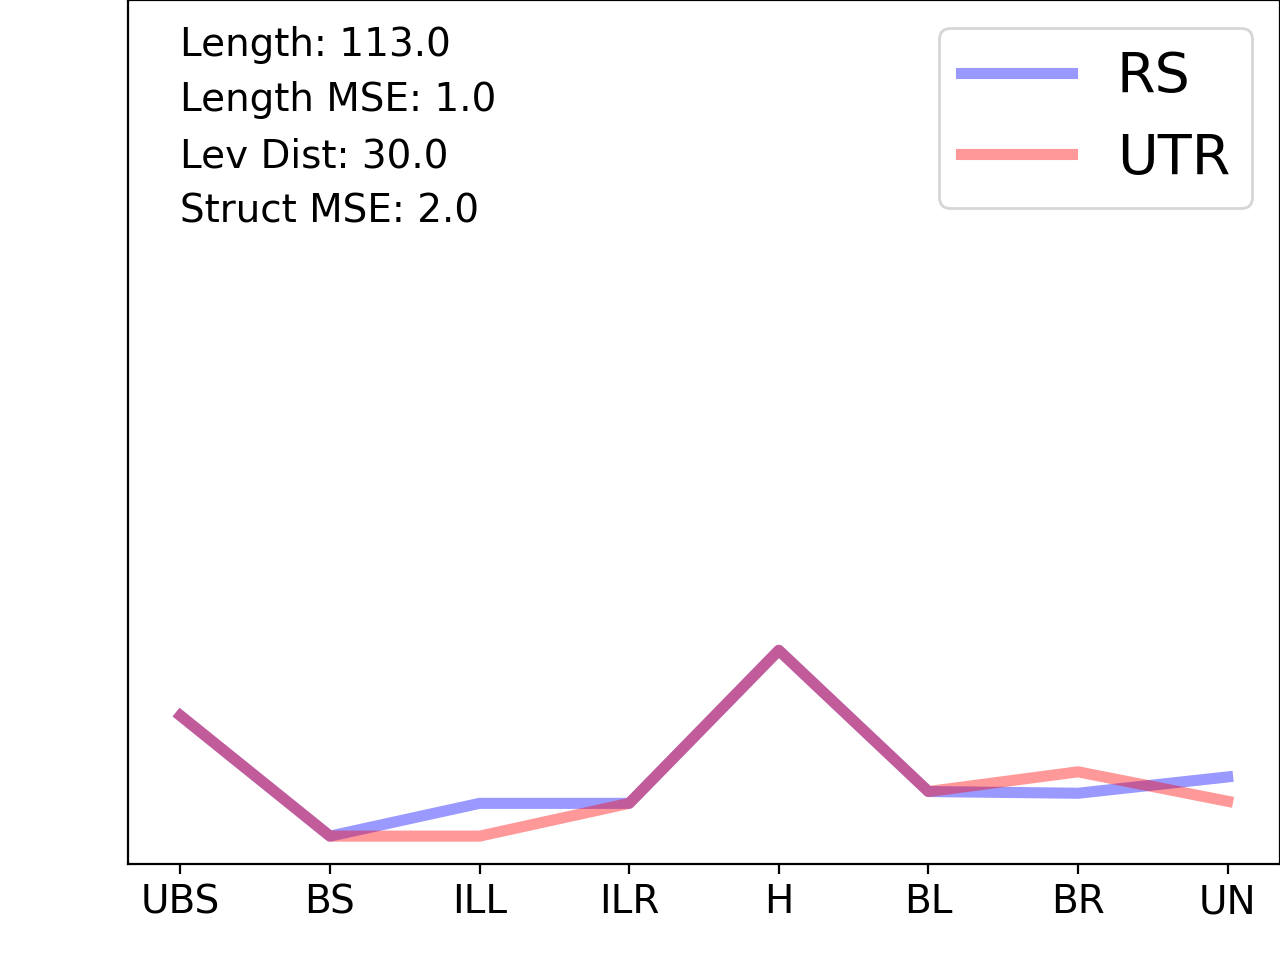 Length: 113.0
Length MSE: 1.0
Lev Dist: 30.0
Struct MSE: 2.0
RS
UTR
UBS BS ILL ILR H BL BR UN